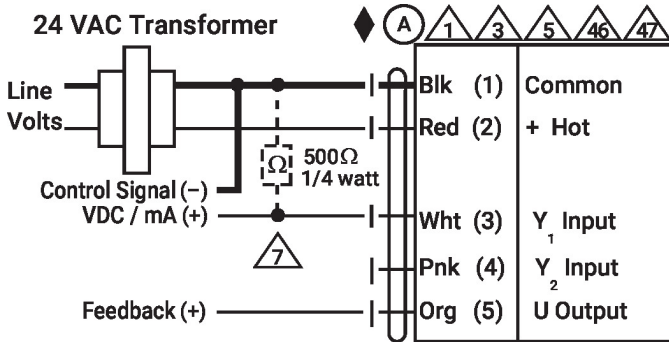 24 VAC Transformer
A 1 3 5 46 47
Line
Volts
Blk (1) Common
Red (2) + Hot
Ω 500Ω
1/4 watt
Control Signal (−)
VDC / mA (+)
Wht (3) Y1 Input
7
Pnk (4) Y2 Input
Feedback (+)
Org (5) U Output